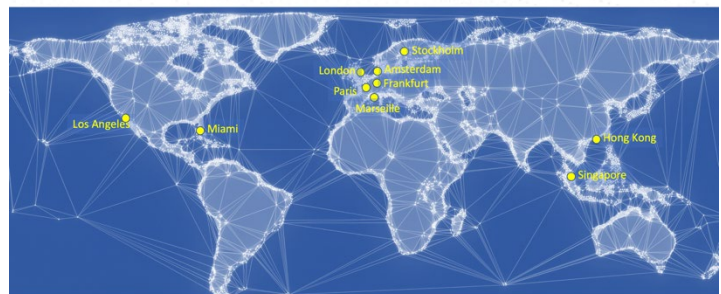 Stockholm
London
Amsterdam
Frankfurt
Paris
Marseille
Los Angeles
Miami
Hong Kong
Singapore